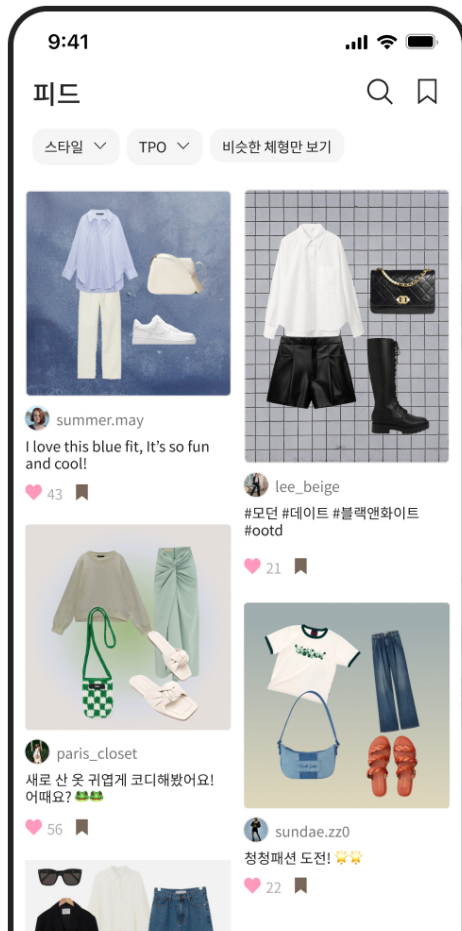 9:41
피드
스타일
TPO
비슷한 체형만 보기
summer.may
I love this blue fit, It's so fun
and cool!
43
lee_beige
#모던 #데이트 #블랙앤화이트
#ootd
21
paris_closet
새로 산 옷 귀엽게 코디해봤어요!
어때요? 🐸🐸
56
sundae.zz0
청청패션 도전! 🌟🌟
22